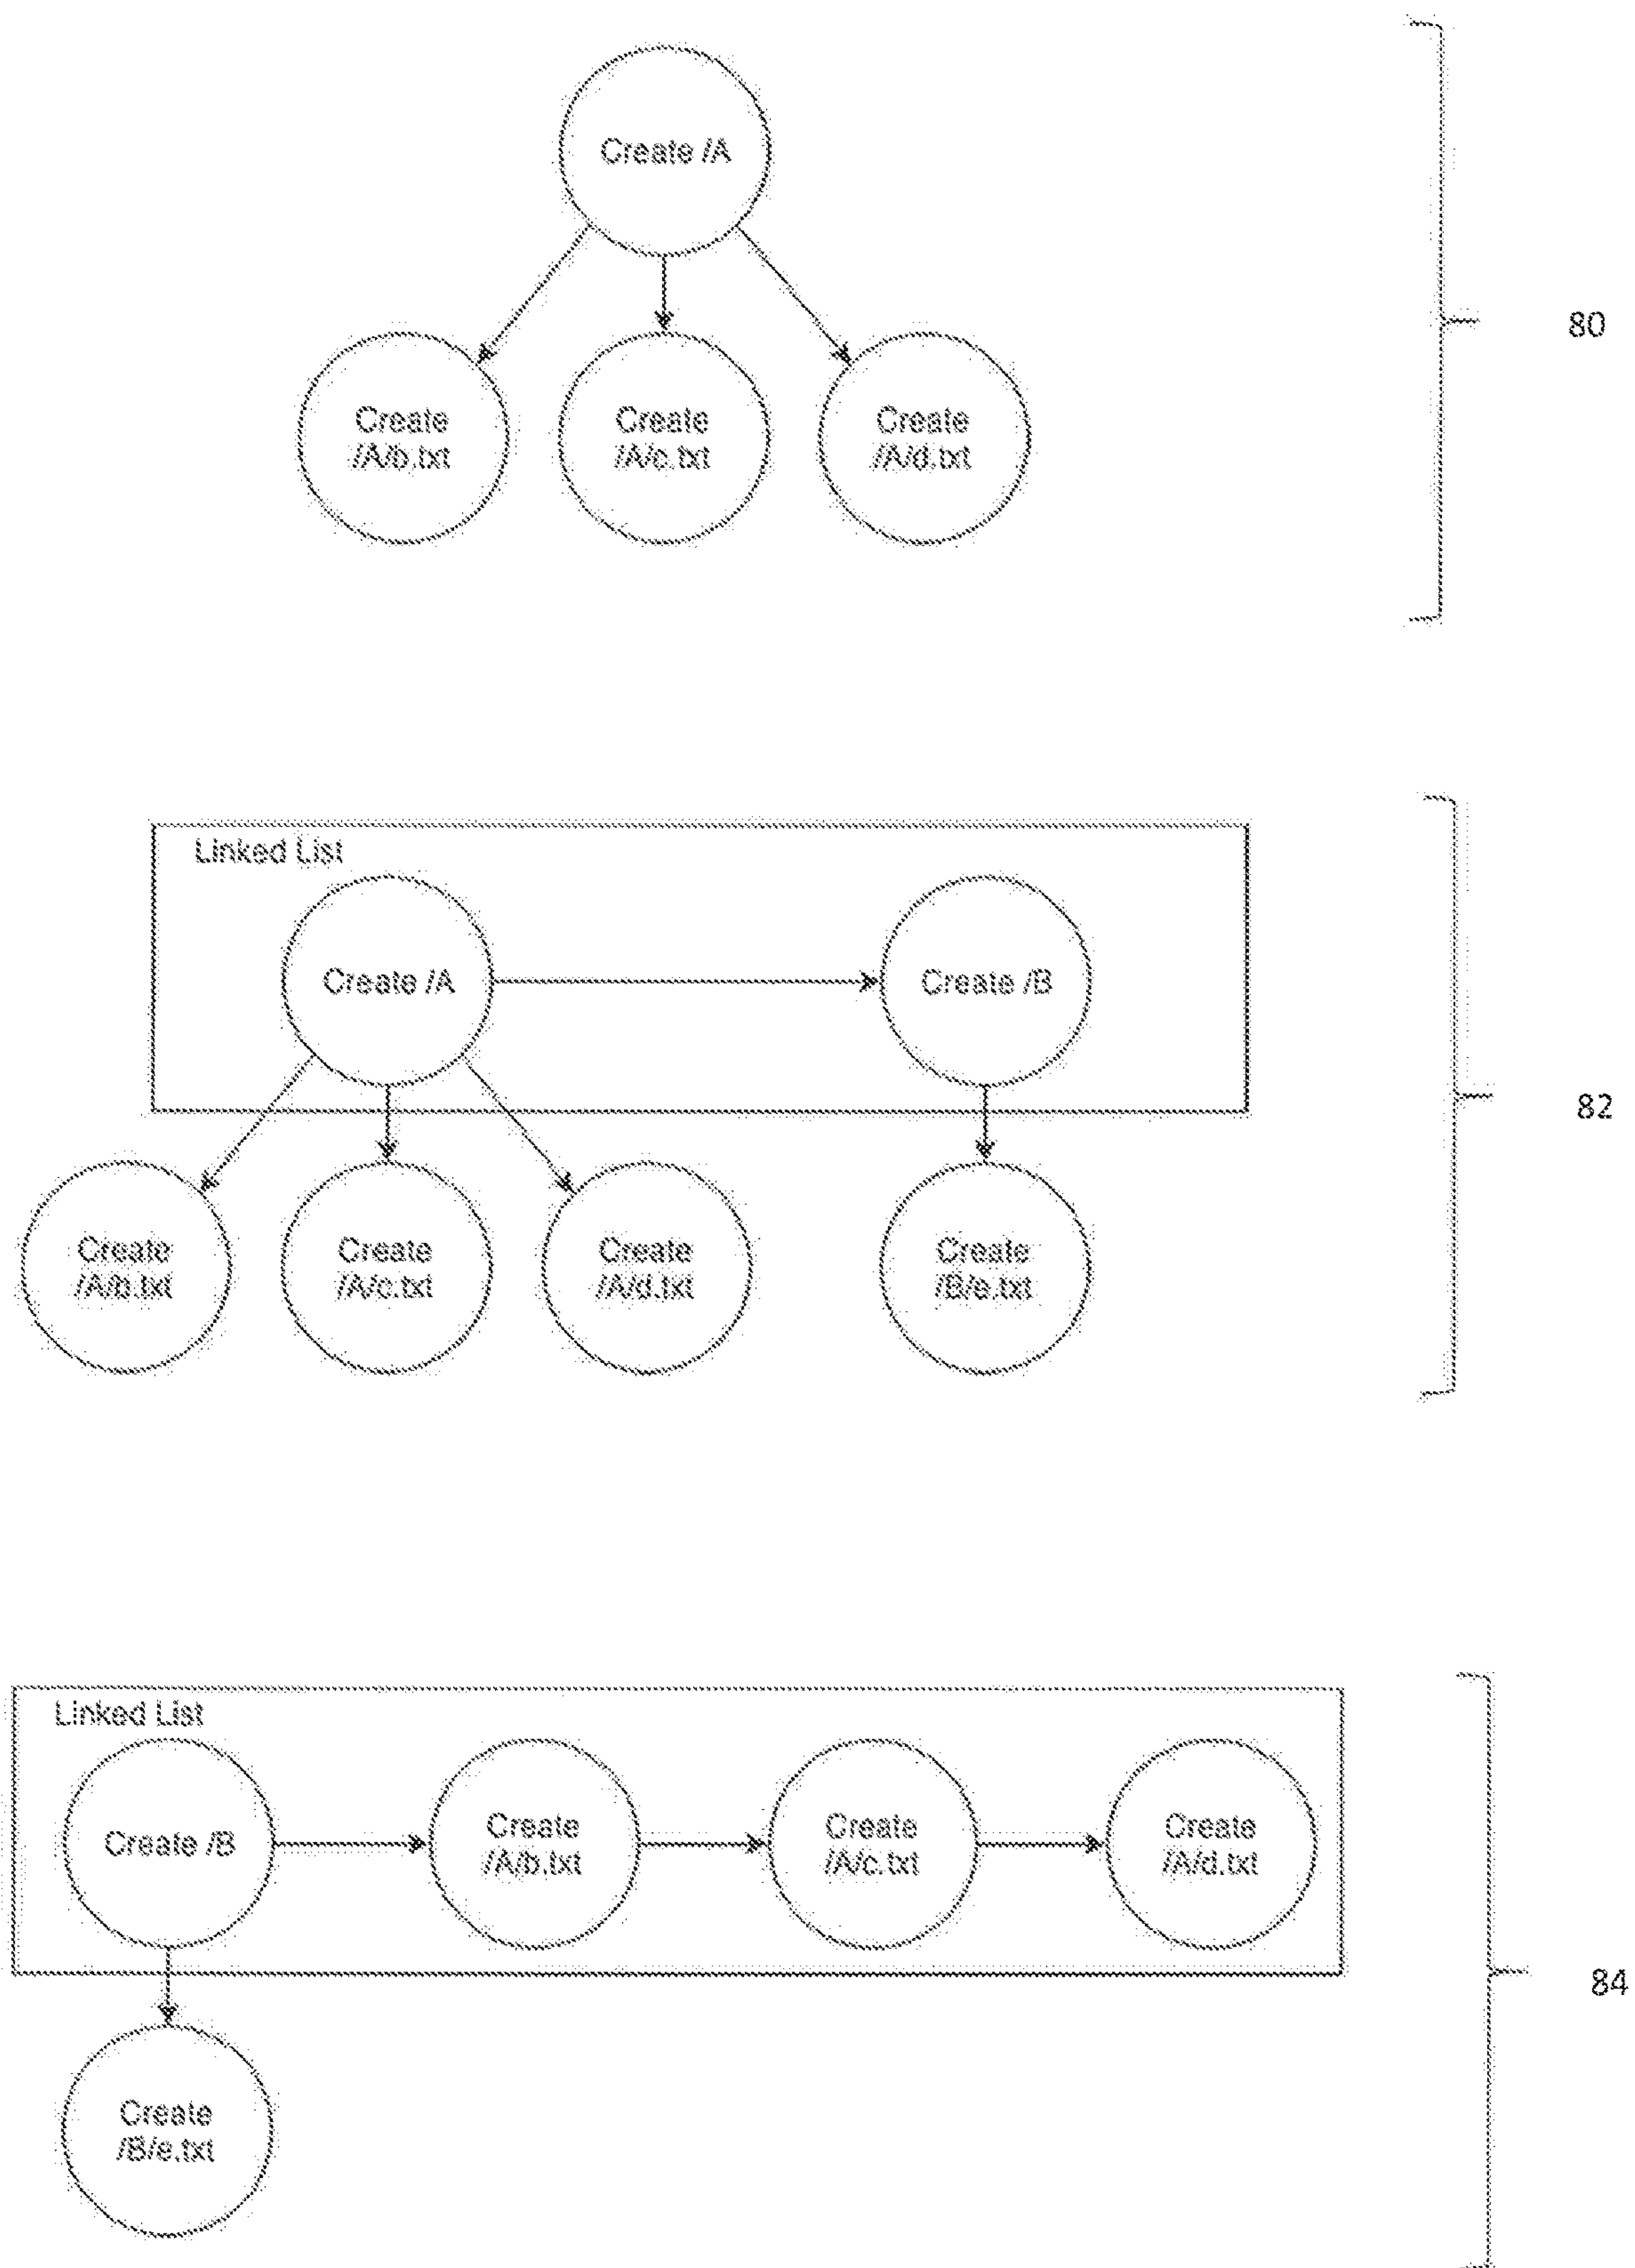 Create /A
80
Create
/A/b.txt
Create
/A/c.txt
Create
/A/d.txt
Linked List
Create /A
Create /B
82
Create
/A/b.txt
Create
/A/c.txt
Create
/A/d.txt
Create
/B/e.txt
Linked List
Create /B
Create
/A/b.txt
Create
/A/c.txt
Create
/A/d.txt
84
Create
/B/e.txt